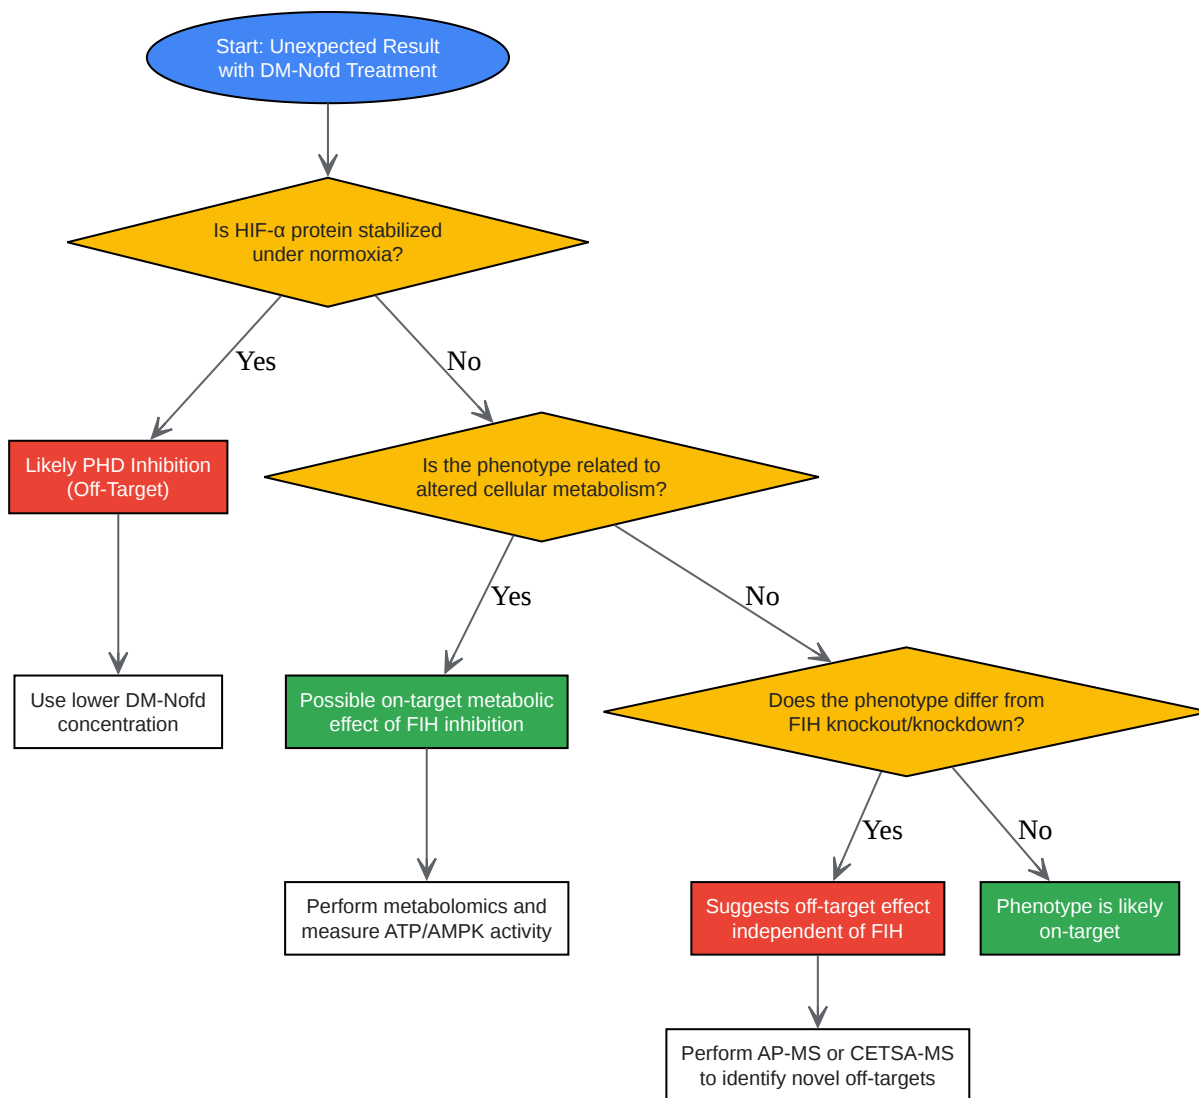 Start: Unexpected Result
with DM-Nofd Treatment
Is HIF-α protein stabilized
under normoxia?
Yes
No
Likely PHD Inhibition
(Off-Target)
Is the phenotype related to
altered cellular metabolism?
Yes
No
Use lower DM-Nofd
concentration
Possible on-target metabolic
effect of FIH inhibition
Does the phenotype differ from
FIH knockout/knockdown?
Yes
No
Perform metabolomics and
measure ATP/AMPK activity
Suggests off-target effect
independent of FIH
Phenotype is likely
on-target
Perform AP-MS or CETSA-MS
to identify novel off-targets